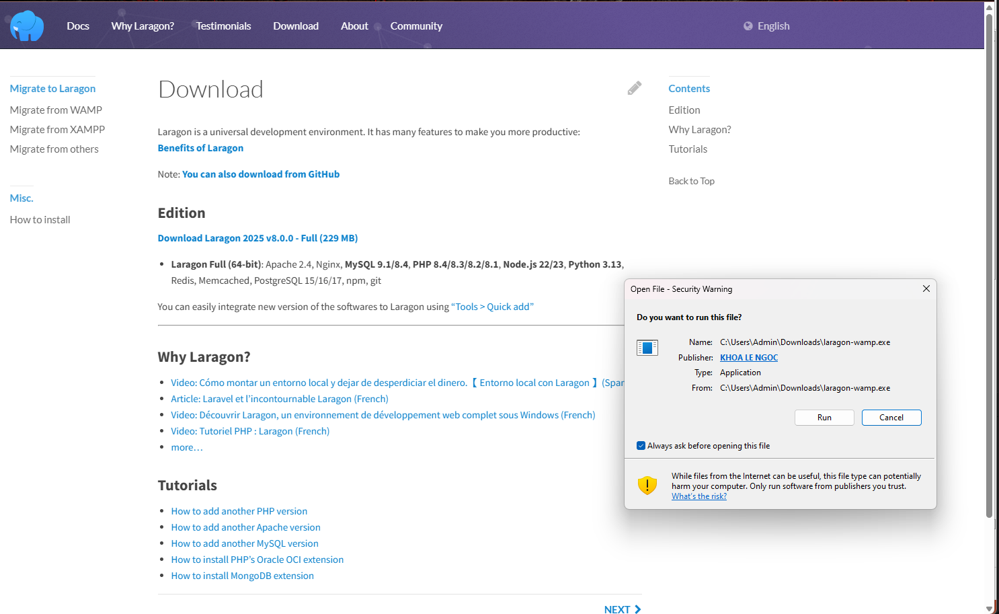 Docs
Why Laragon?
Testimonials
Download
About
Community
English
Migrate to Laragon
Migrate from WAMP
Migrate from XAMPP
Migrate from others
Misc.
How to install
Download
Laragon is a universal development environment. It has many features to make you more productive:
Benefits of Laragon
Note: You can also download from GitHub
Edition
Download Laragon 2025 v8.0.0 - Full (229 MB)
Laragon Full (64-bit): Apache 2.4, Nginx, MySQL 9.1/8.4, PHP 8.4/8.3/8.2/8.1, Node.js 22/23, Python 3.13,
Redis, Memcached, PostgreSQL 15/16/17, npm, git
You can easily integrate new version of the softwares to Laragon using “Tools > Quick add”
Why Laragon?
Video: Cómo montar un entorno local y dejar de desperdiciar el dinero.【 Entorno local con Laragon 】(Span
Article: Laravel et l’incontournable Laragon (French)
Video: Découvrir Laragon, un environnement de développement web complet sous Windows (French)
Video: Tutoriel PHP : Laragon (French)
more…
Tutorials
How to add another PHP version
How to add another Apache version
How to add another MySQL version
How to install PHP’s Oracle OCI extension
How to install MongoDB extension
NEXT
Contents
Edition
Why Laragon?
Tutorials
Back to Top
Open File - Security Warning
Do you want to run this file?
Name: C:\Users\Admin\Downloads\laragon-wamp.exe
Publisher: KHOA LE NGOC
Type: Application
From: C:\Users\Admin\Downloads\laragon-wamp.exe
Run
Cancel
Always ask before opening this file
While files from the Internet can be useful, this file type can potentially
harm your computer. Only run software from publishers you trust.
What's the risk?